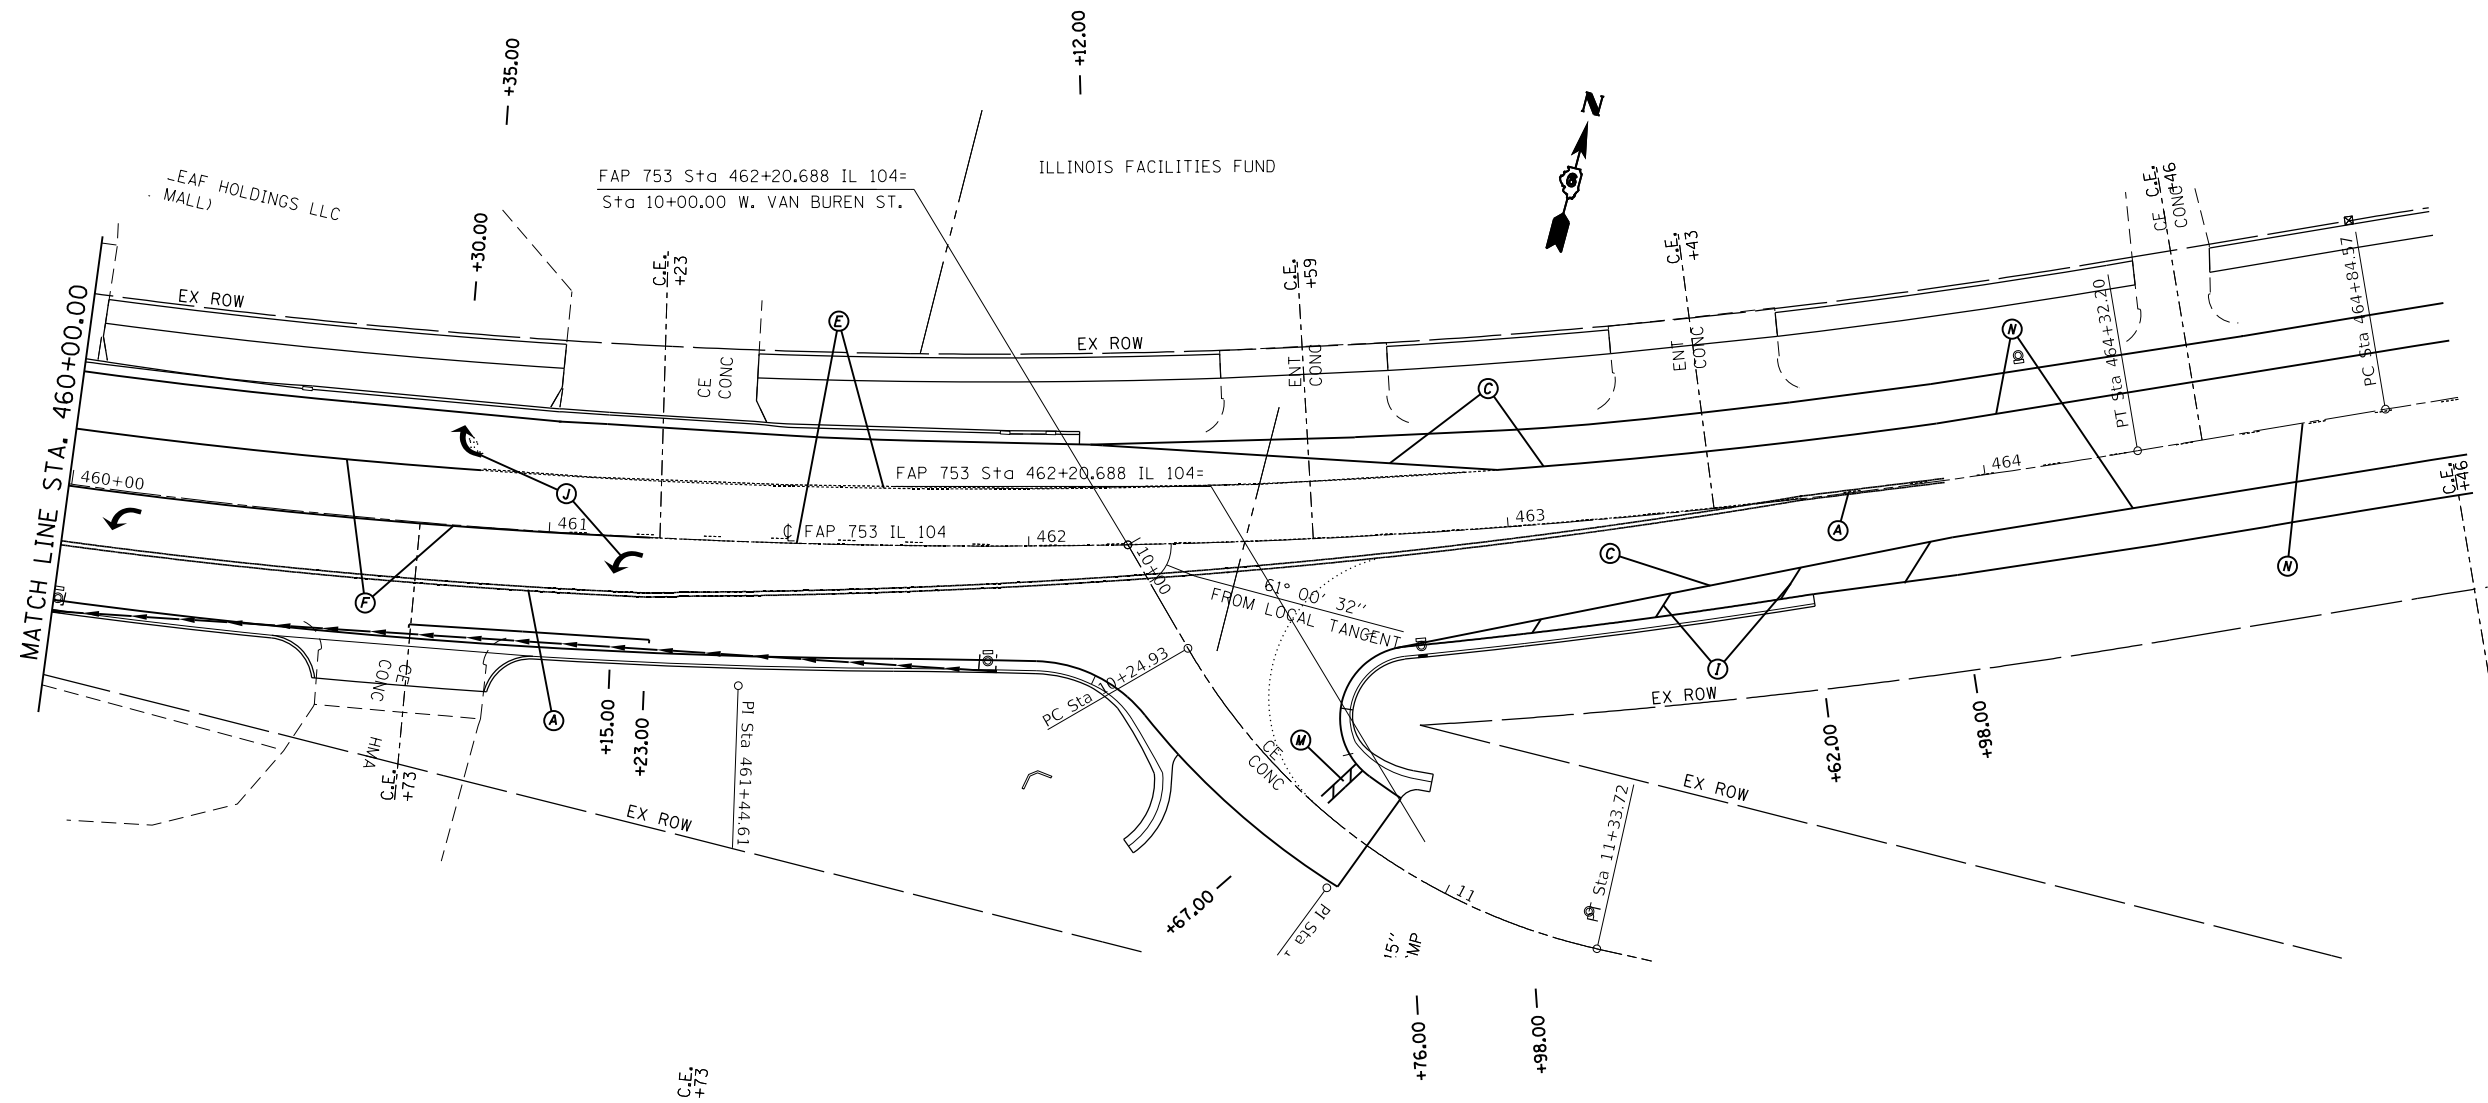 +35.00
+12.00
N
6
EAF HOLDINGS LLC
MALL)
FAP 753 Sta 462+20.688 IL 104=
Sta 10+00.00 W. VAN BUREN ST.
ILLINOIS FACILITIES FUND
+30.00
C.E.
+23
C.E.
+59
C.E.
+43
C.E.
+46
CE
CONC
EX ROW
MATCH LINE STA. 460+00.00
E
EX ROW
CE
CONC
ENT
CONC
ENT
CONC
N
PT Sta 464+32.20
PC Sta 464+84.57
C
J
460+00
461
℄ FAP 753 IL 104
462
FAP 753 Sta 462+20.688 IL 104=
463
464
C.E.
+46
10+00
A
C
N
F
61° 00' 32"
FROM LOCAL TANGENT
I
CE
CONC
HMA
C.E.
+73
A
+15.00
+23.00
PI Sta 461+44.61
PC Sta 10+24.93
M
CE
CONC
EX ROW
+62.00
+98.00
EX ROW
EX ROW
PT Sta 11+33.72
+67.00
11
PI Sta
15"
MP
+76.00
+98.00
C.E.
+73